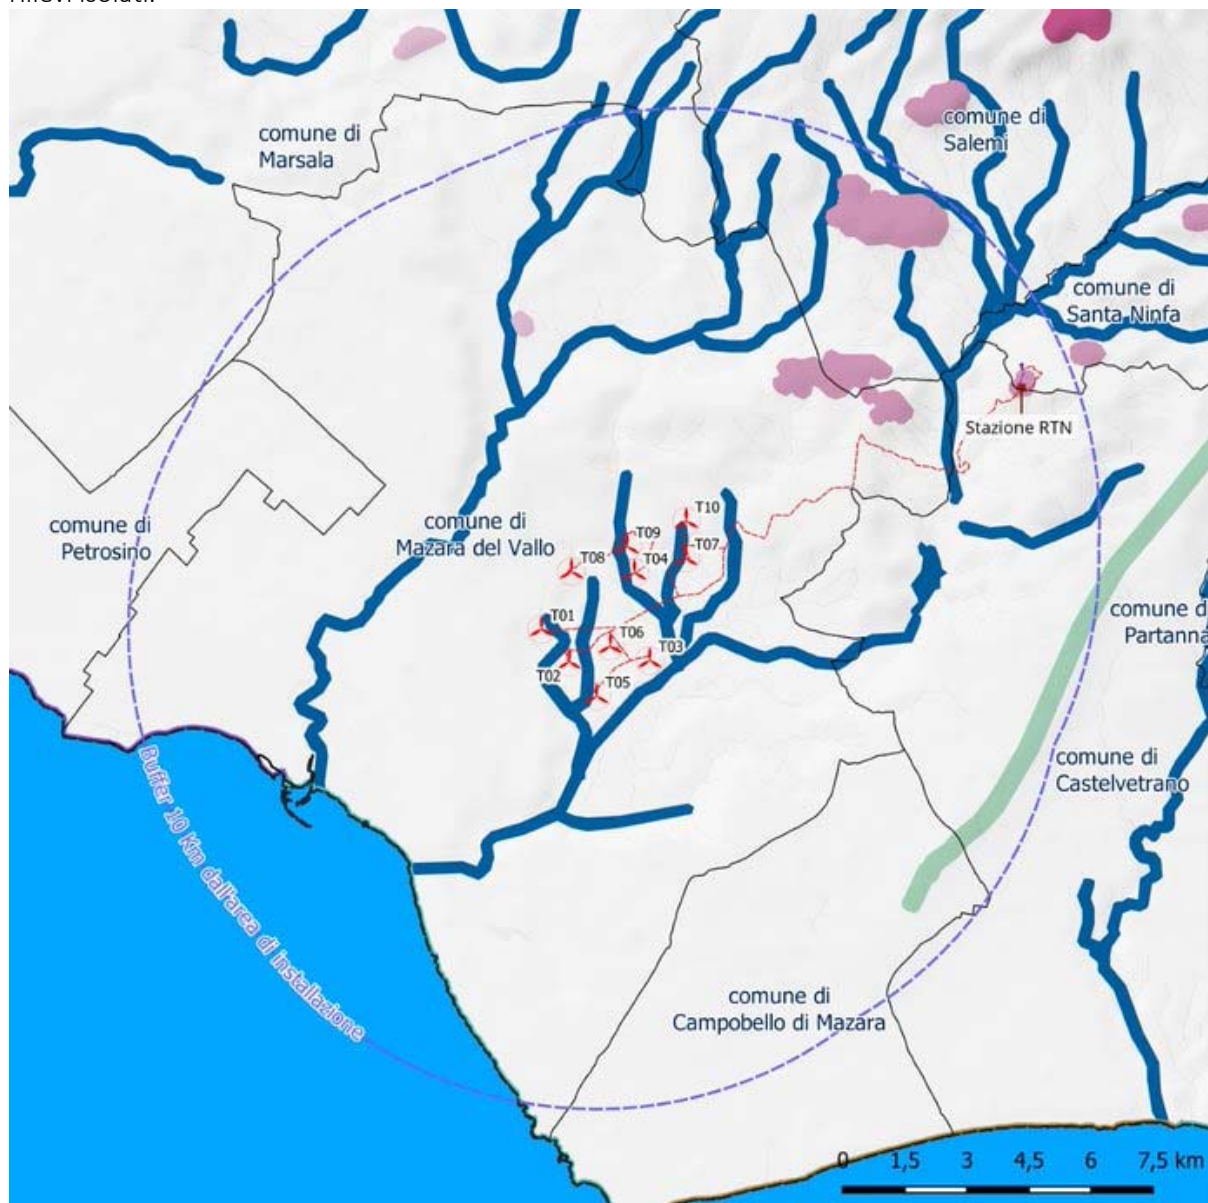 rilievi isolati.
comune di
Marsala
comune di
Salemi
comune di
Santa Ninfa
Stazione RTN
comune di
Petrosino
comune di
Mazara del Vallo
T10
T09
T07
T08
T04
T01
T06
T03
T02
T05
comune d
Partanna
comune di
Castelvetrano
Buffer 10 Km dall'area di installazione
comune di
Campobello di Mazara
0 1,5 3 4,5 6 7,5 km